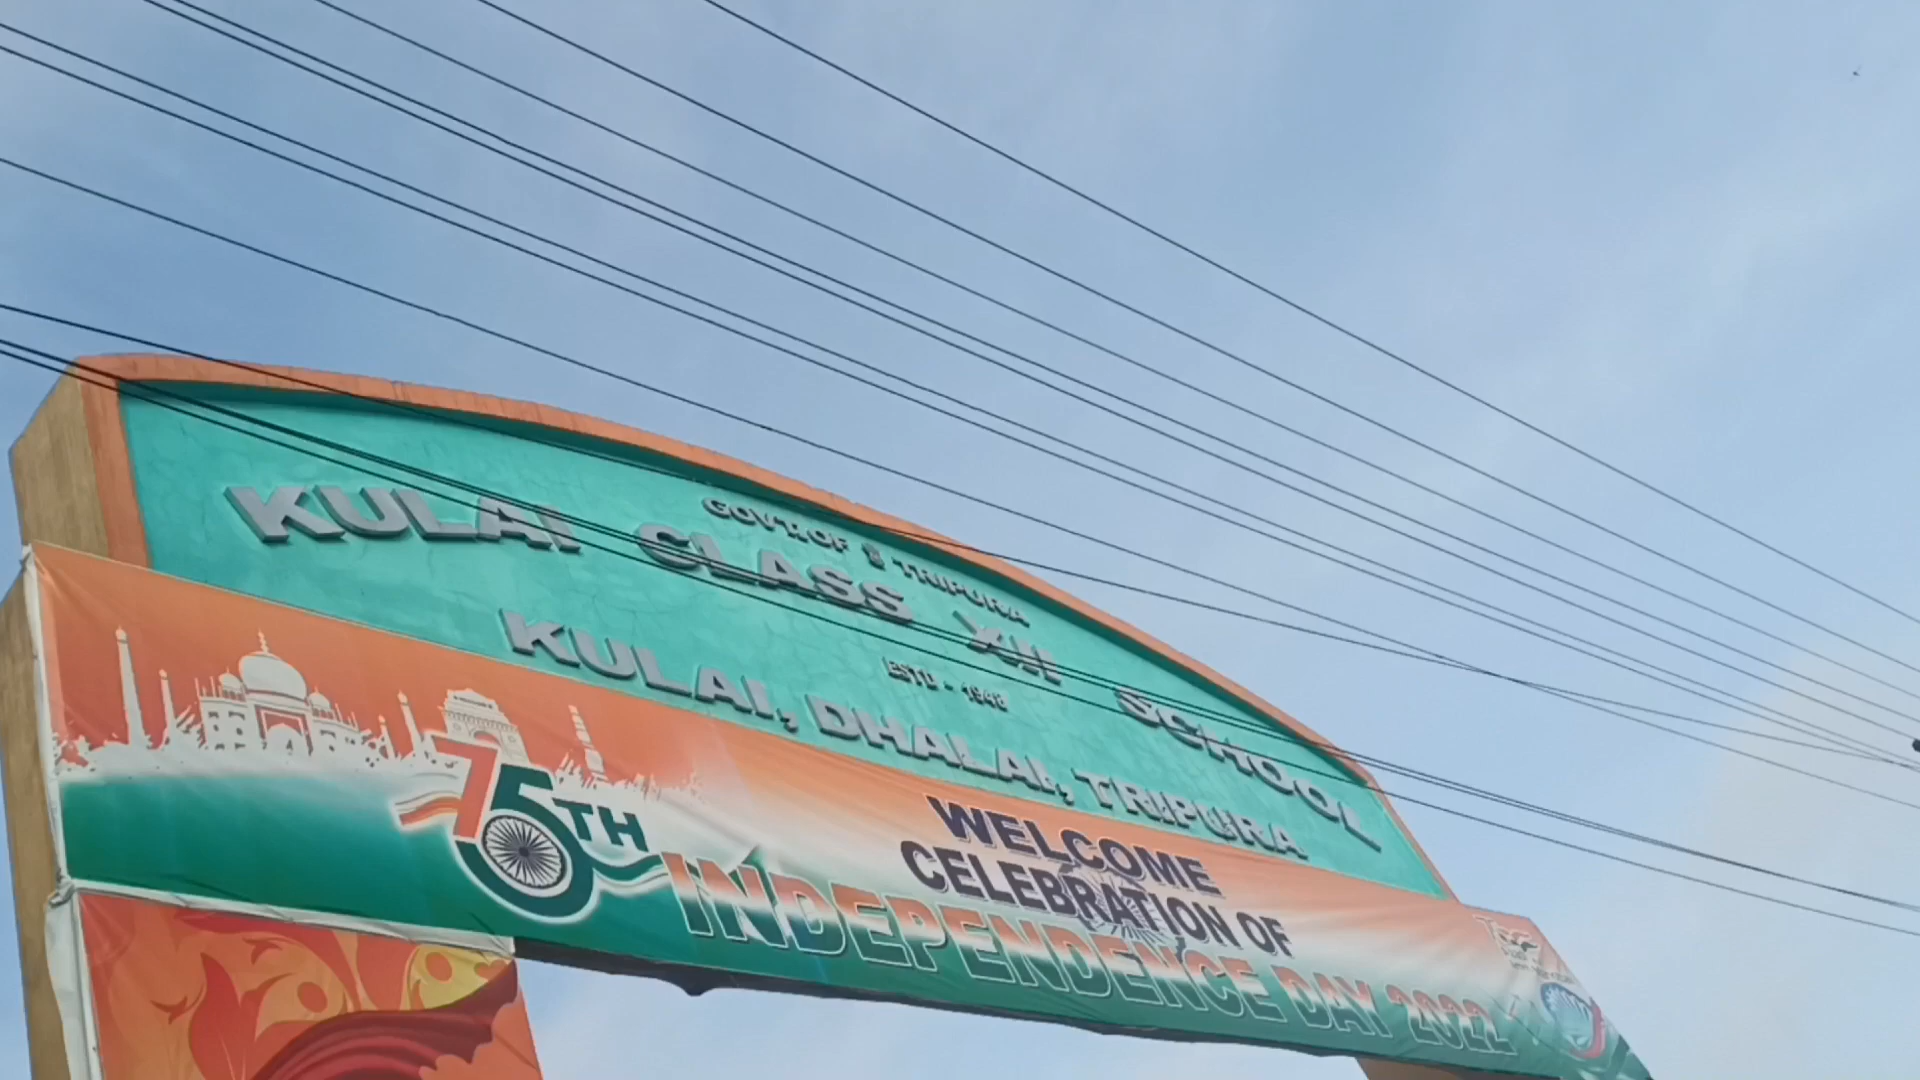 GOVT. OF TRIPURA
KULAI CLASS XII SCHOOL
ESTD - 1948
KULAI, DHALAI, TRIPURA
75TH
WELCOME
CELEBRATION OF
INDEPENDENCE DAY 2022